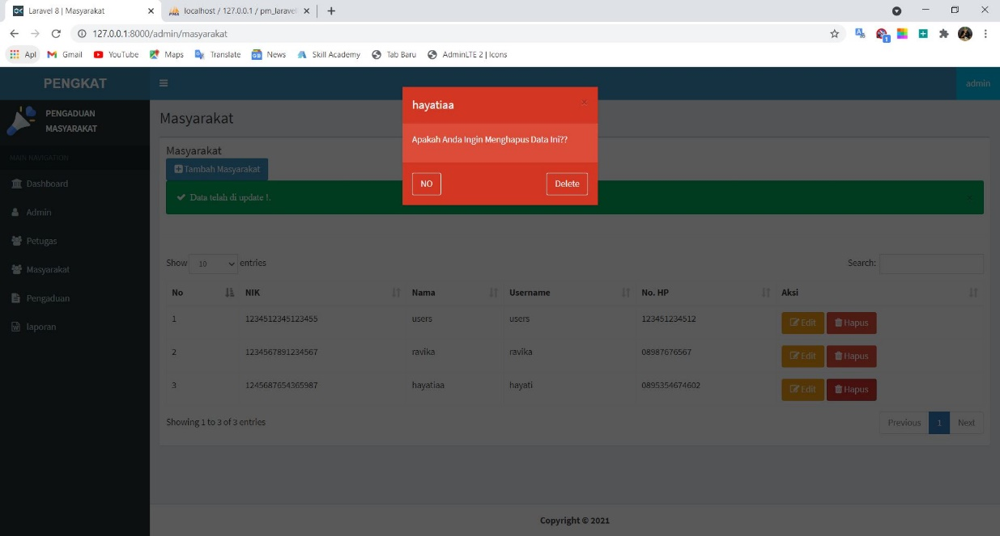 Laravel 8 | Masyarakat
localhost / 127.0.0.1 / pm_laravel
127.0.0.1:8000/admin/masyarakat
Apl Gmail YouTube Maps Translate News Skill Academy Tab Baru AdminLTE 2 | Icons
PENGKAT admin
PENGADUAN
MASYARAKAT
MAIN NAVIGATION
Dashboard
Admin
Petugas
Masyarakat
Pengaduan
laporan
Masyarakat
Masyarakat
Tambah Masyarakat
Data telah di update !.
hayatiaa ×
Apakah Anda Ingin Menghapus Data Ini??
NO Delete
Show 10 entries Search:
No NIK Nama Username No. HP Aksi
1 1234512345123455 users users 123451234512 Edit Hapus
2 1234567891234567 ravika ravika 08987676567 Edit Hapus
3 1245687654365987 hayatiaa hayati 0895354674602 Edit Hapus
Showing 1 to 3 of 3 entries Previous 1 Next
Copyright © 2021